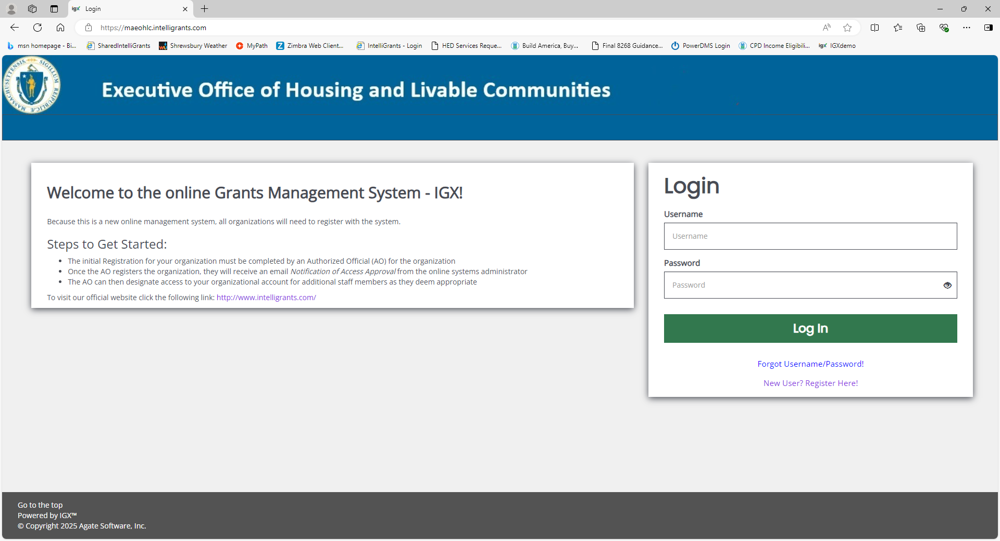 igx Login
https://maeohlc.intelligrants.com
msn homepage - Bi... SharedIntelliGrants Shrewsbury Weather MyPath Zimbra Web Client... IntelliGrants - Login HED Services Reque... Build America, Buy... Final 8268 Guidance... PowerDMS Login CPD Income Eligibili... igx IGXdemo
Executive Office of Housing and Livable Communities
Welcome to the online Grants Management System - IGX!
Because this is a new online management system, all organizations will need to register with the system.
Steps to Get Started:
• The initial Registration for your organization must be completed by an Authorized Official (AO) for the organization
• Once the AO registers the organization, they will receive an email Notification of Access Approval from the online systems administrator
• The AO can then designate access to your organizational account for additional staff members as they deem appropriate
To visit our official website click the following link: http://www.intelligrants.com/
Login
Username
Username
Password
Password
Log In
Forgot Username/Password!
New User? Register Here!
Go to the top
Powered by IGX™
© Copyright 2025 Agate Software, Inc.